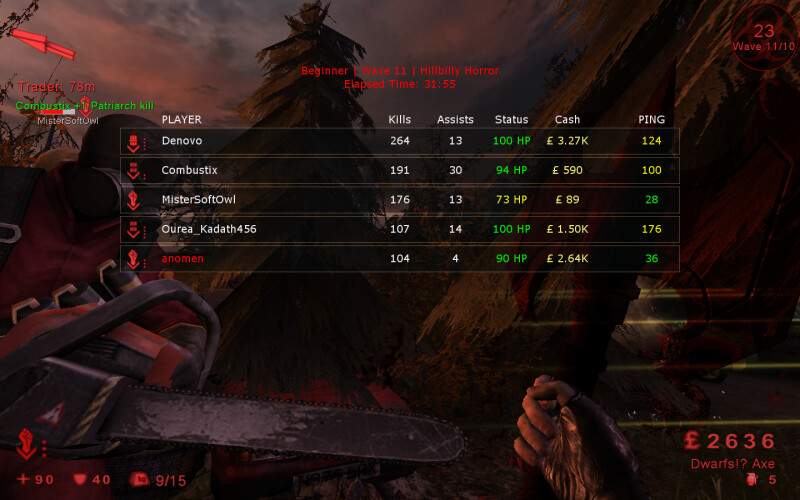 23
Wave 11/10
Beginner | Wave 11 | Hillbilly Horror
Elapsed Time: 31:55
Trader: 78m
Patriarch kill
MisterSoftOwl
PLAYER Kills Assists Status Cash PING
Denovo 264 13 100 HP £ 3.27K 124
Combustix 191 30 94 HP £ 590 100
MisterSoftOwl 176 13 73 HP £ 89 28
Ourea_Kadath456 107 14 100 HP £ 1.50K 176
anomen 104 4 90 HP £ 2.64K 36
£2636
Dwarfs!? Axe
90 40 9/15 5